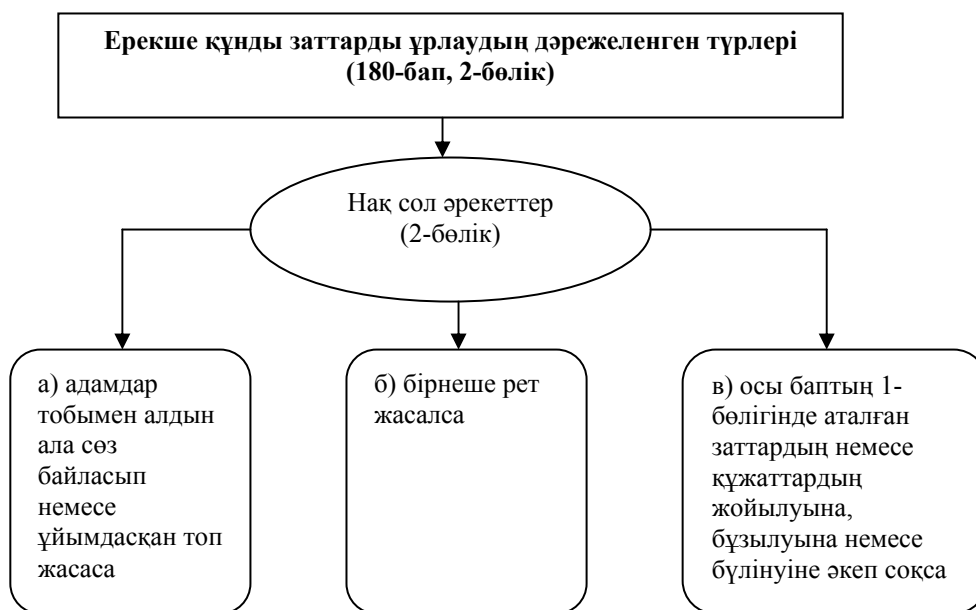 Ерекше құнды заттарды ұрлаудың дәрежеленген түрлері
(180-бап, 2-бөлік)
Нақ сол әрекеттер
(2-бөлік)
а) адамдар
тобымен алдын
ала сөз
байласып
немесе
ұйымдасқан топ
жасаса
б) бірнеше рет
жасалса
в) осы баптың 1-
бөлігінде аталған
заттардың немесе
құжаттардың
жойылуына,
бұзылуына немесе
бүлінуіне әкеп соқса